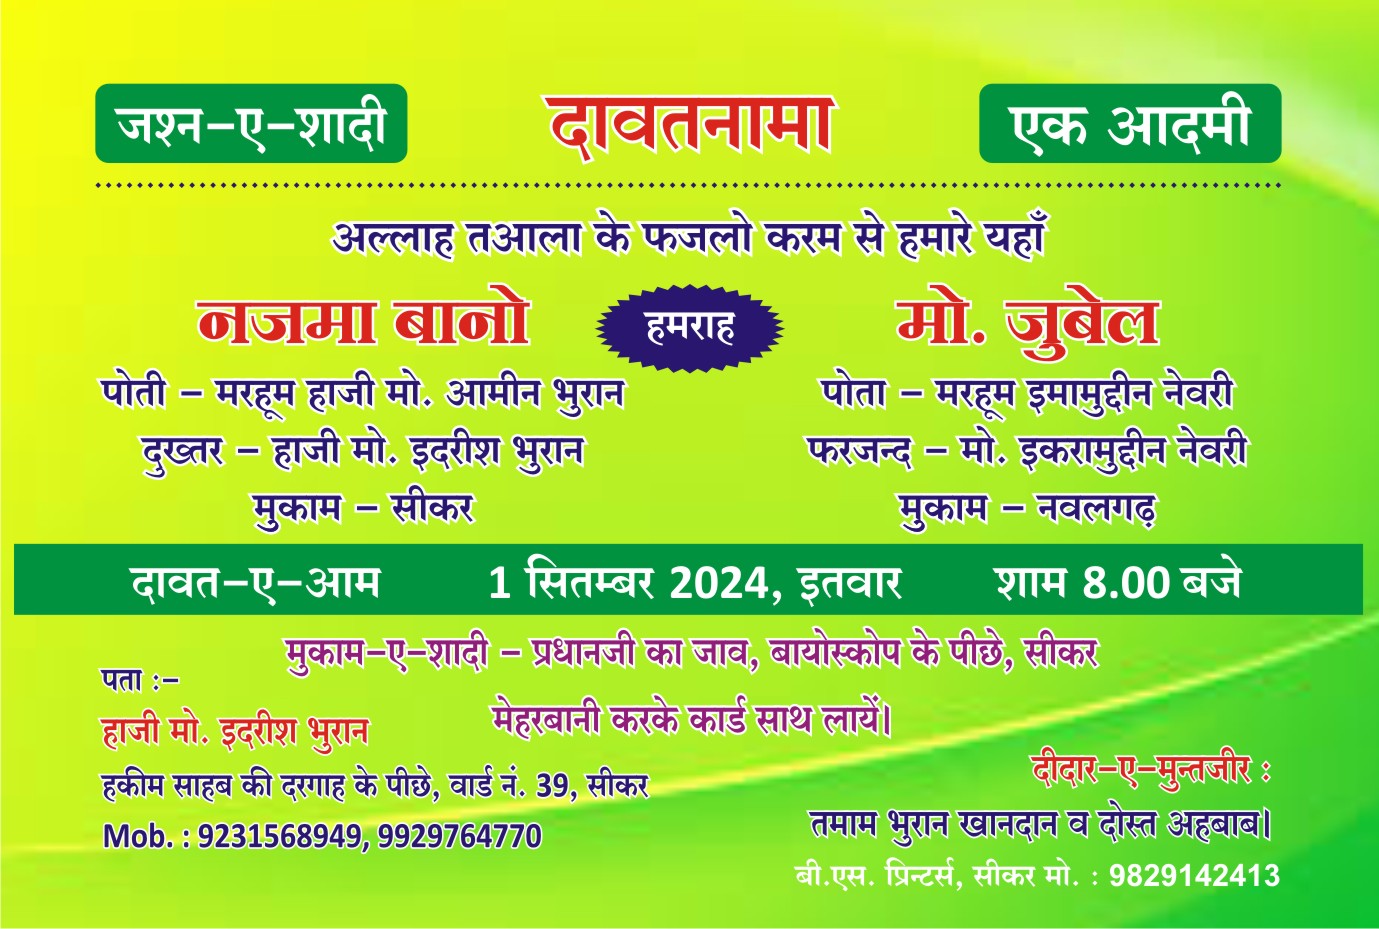 जश्न–ए–शादी
दावतनामा
एक आदमी
अल्लाह तआला के फजलो करम से हमारे यहाँ
नजमा बानो
हमराह
मो. जुबेल
पोती – मरहूम हाजी मो. आमीन भुरान
दुख्तर – हाजी मो. इदरीश भुरान
मुकाम – सीकर
पोता – मरहूम इमामुद्दीन नेवरी
फरजन्द – मो. इकरामुद्दीन नेवरी
मुकाम – नवलगढ़
दावत–ए–आम 1 सितम्बर 2024, इतवार शाम 8.00 बजे
मुकाम–ए–शादी – प्रधानजी का जाव, बायोस्कोप के पीछे, सीकर
मेहरबानी करके कार्ड साथ लायें।
पता :–
हाजी मो. इदरीश भुरान
हकीम साहब की दरगाह के पीछे, वार्ड नं. 39, सीकर
Mob. : 9231568949, 9929764770
दीदार–ए–मुन्तजीर :
तमाम भुरान खानदान व दोस्त अहबाब।
बी.एस. प्रिन्टर्स, सीकर मो. : 9829142413